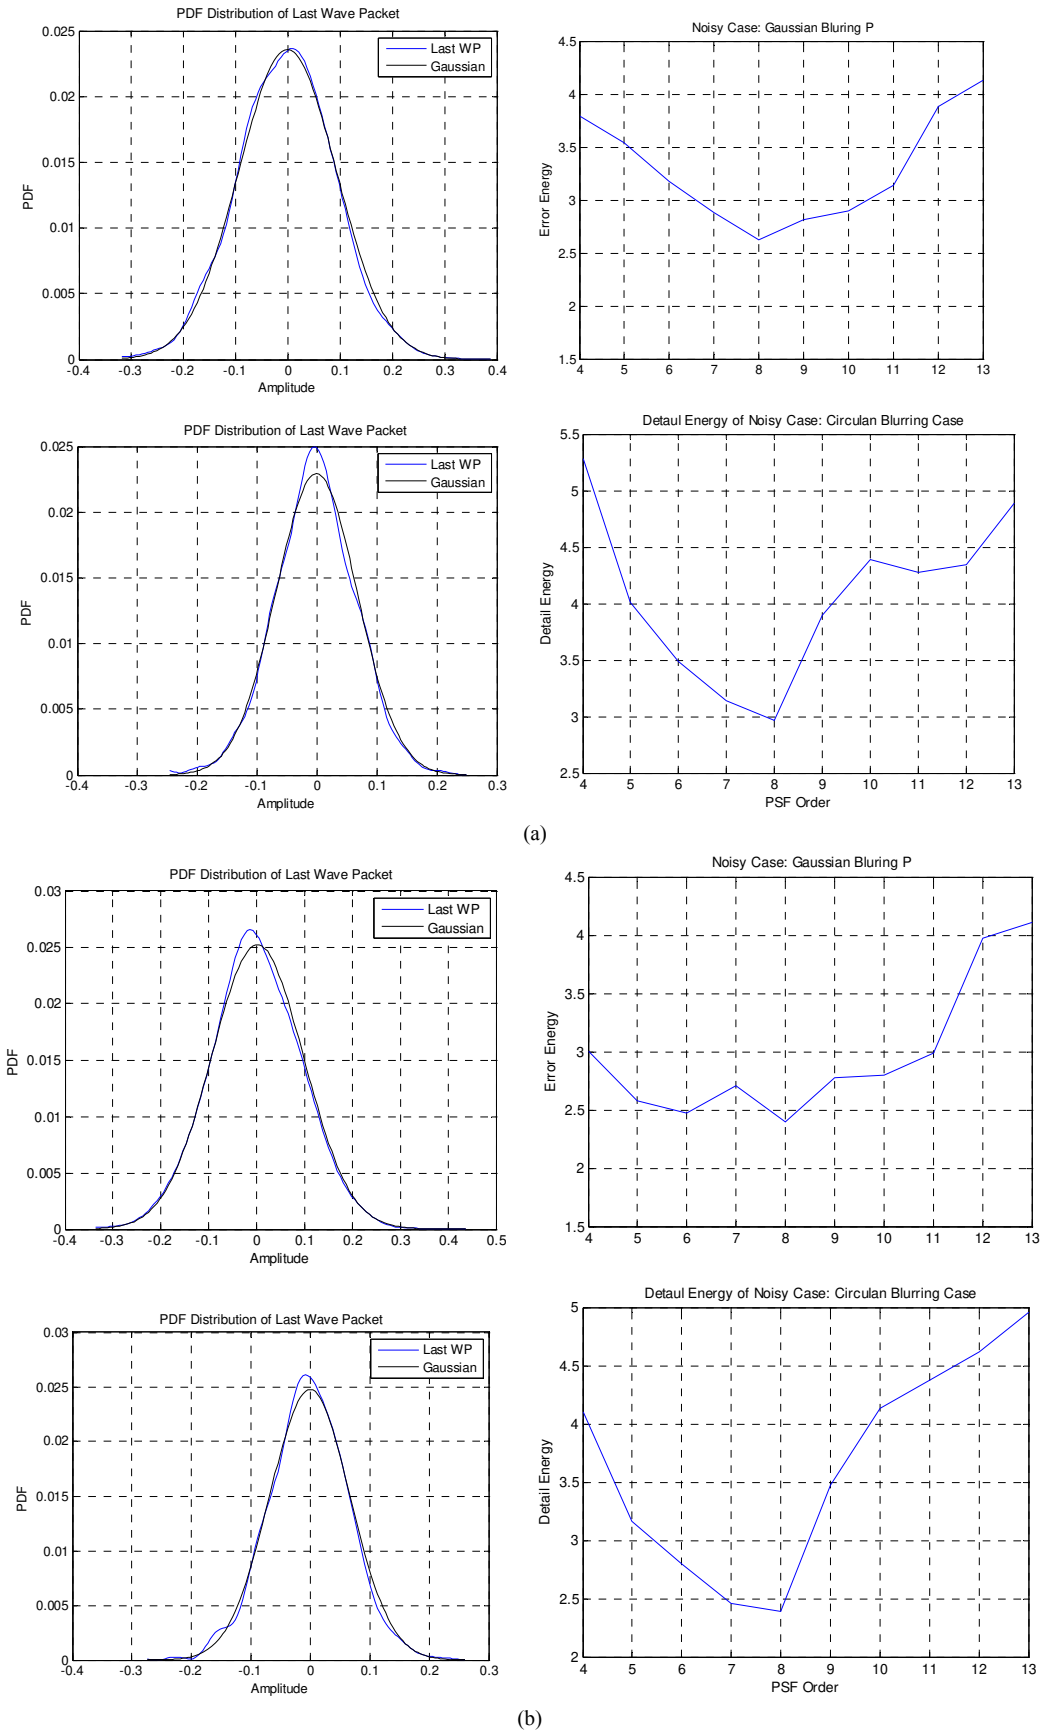 PDF Distribution of Last Wave Packet
0.025
0.02
0.015
0.01
0.005
0
PDF
Last WP
Gaussian
-0.4 -0.3 -0.2 -0.1 0 0.1 0.2 0.3 0.4
Amplitude
Noisy Case: Gaussian Bluring P
4.5
4
3.5
3
2.5
2
1.5
Error Energy
4 5 6 7 8 9 10 11 12 13
PDF Distribution of Last Wave Packet
0.025
0.02
0.015
0.01
0.005
0
PDF
Last WP
Gaussian
-0.4 -0.3 -0.2 -0.1 0 0.1 0.2 0.3
Amplitude
Detaul Energy of Noisy Case: Circulan Blurring Case
5.5
5
4.5
4
3.5
3
2.5
Detail Energy
4 5 6 7 8 9 10 11 12 13
PSF Order
(a)
PDF Distribution of Last Wave Packet
0.03
0.025
0.02
0.015
0.01
0.005
0
PDF
Last WP
Gaussian
-0.4 -0.3 -0.2 -0.1 0 0.1 0.2 0.3 0.4 0.5
Amplitude
Noisy Case: Gaussian Bluring P
4.5
4
3.5
3
2.5
2
1.5
Error Energy
4 5 6 7 8 9 10 11 12 13
PDF Distribution of Last Wave Packet
0.03
0.025
0.02
0.015
0.01
0.005
0
PDF
Last WP
Gaussian
-0.4 -0.3 -0.2 -0.1 0 0.1 0.2 0.3
Amplitude
Detaul Energy of Noisy Case: Circulan Blurring Case
5
4.5
4
3.5
3
2.5
2
Detail Energy
4 5 6 7 8 9 10 11 12 13
PSF Order
(b)